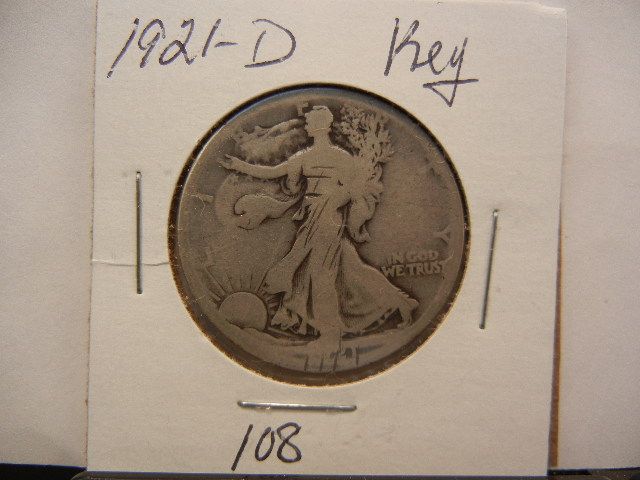 1921-D Key
IN GOD
WE TRUST
108